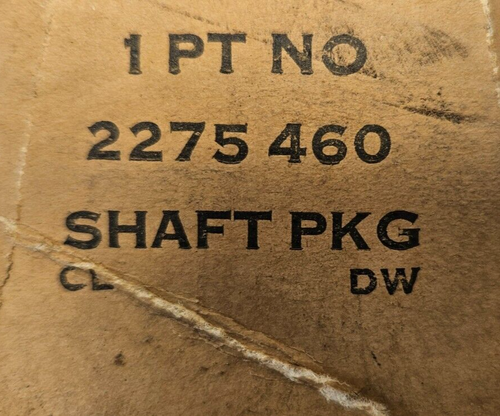 1 PT NO
2275 460
SHAFT PKG
CL DW